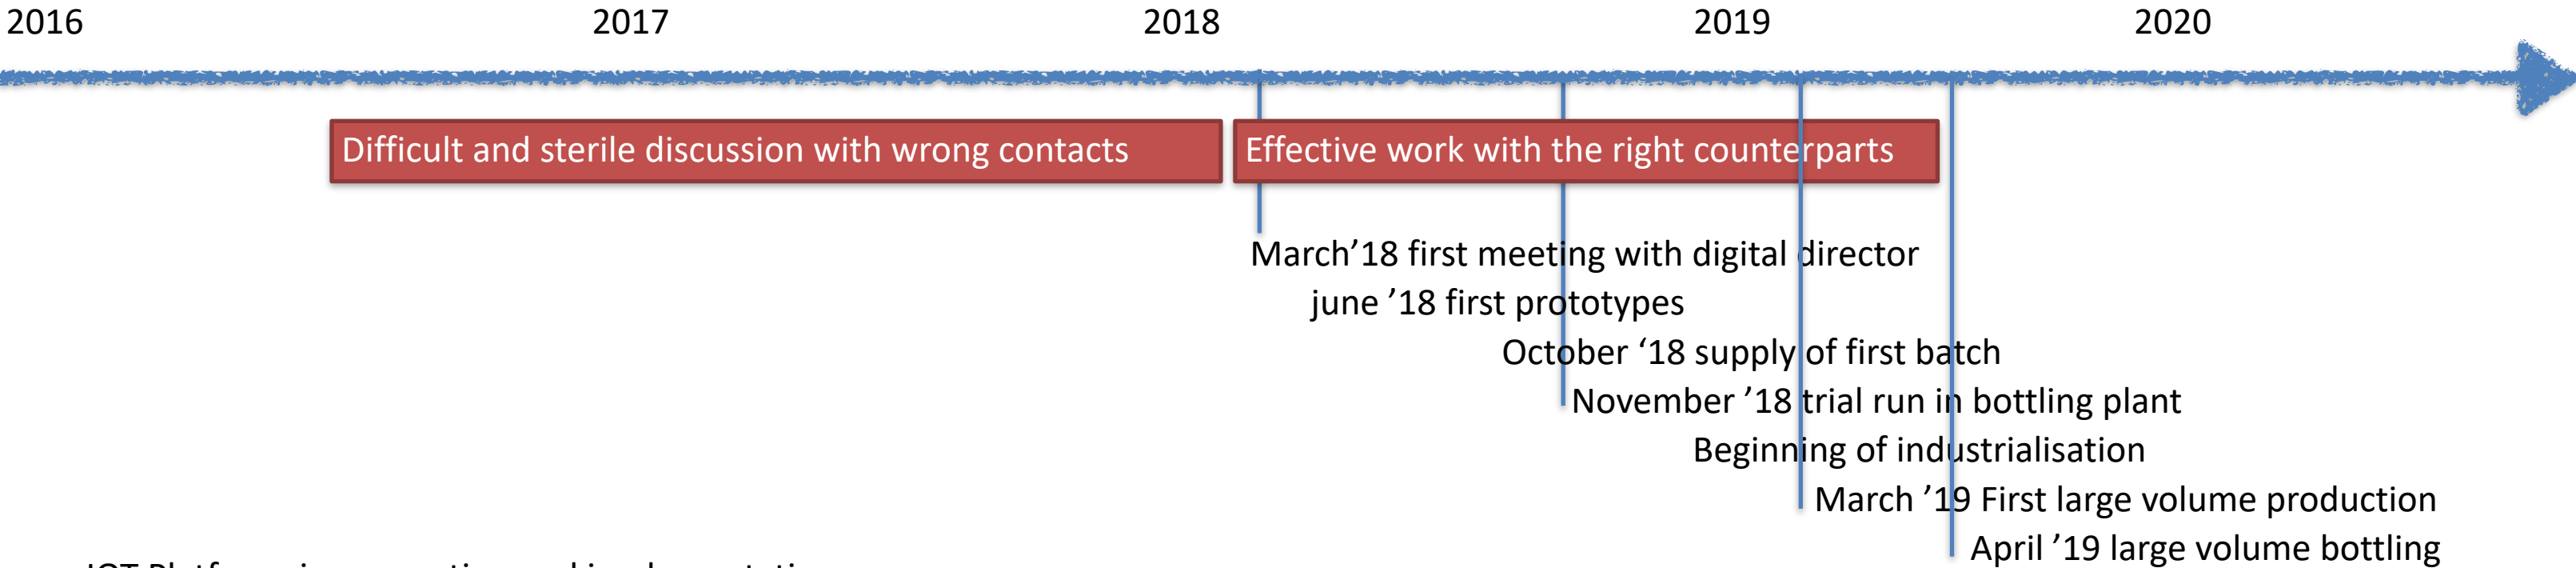 2016 2017 2018 2019 2020
Difficult and sterile discussion with wrong contacts
Effective work with the right counterparts
March’18 first meeting with digital director
june ’18 first prototypes
October ‘18 supply of first batch
November ’18 trial run in bottling plant
Beginning of industrialisation
March ’19 First large volume production
April ’19 large volume bottling